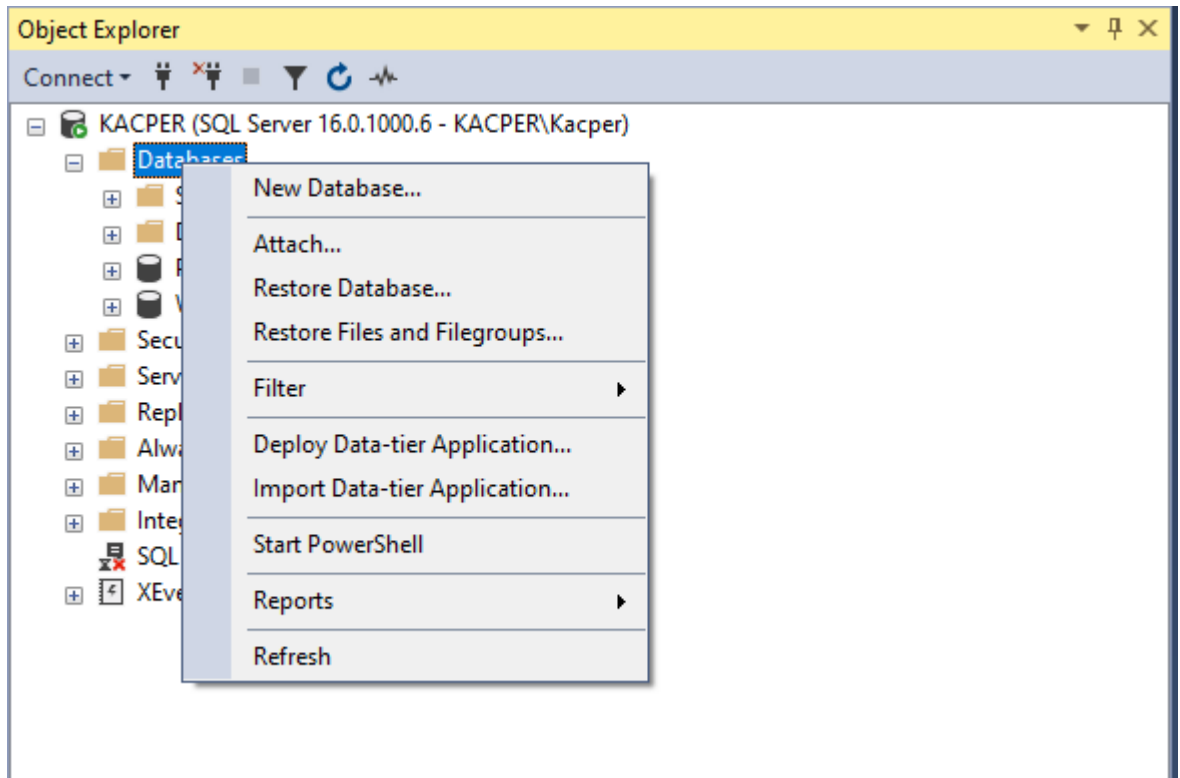 Object Explorer
Connect
KACPER (SQL Server 16.0.1000.6 - KACPER\Kacper)
Databases
New Database...
Attach...
Restore Database...
Restore Files and Filegroups...
Filter
Deploy Data-tier Application...
Import Data-tier Application...
Start PowerShell
Reports
Refresh
SQL